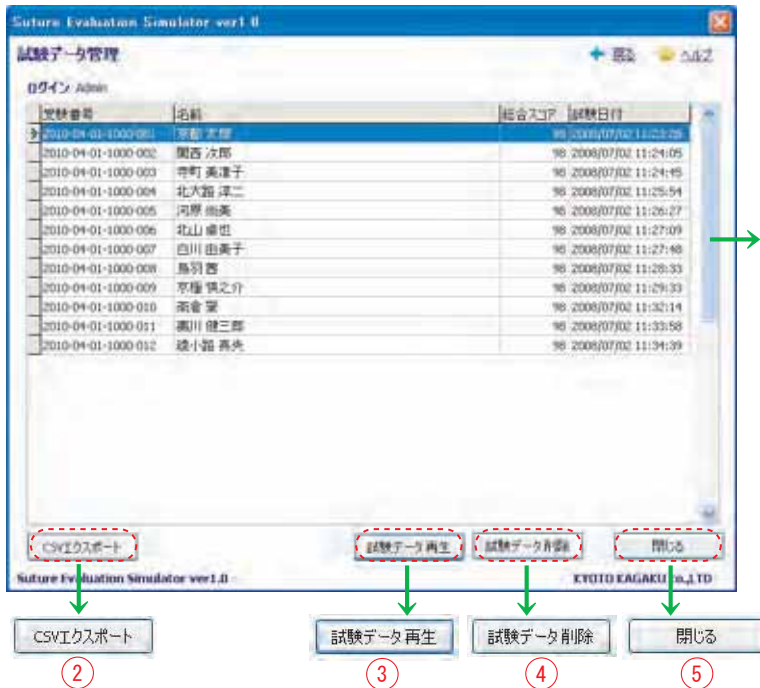 Suture Evaluation Simulator ver1.0
試験データ管理 戻る ヘルプ
ログイン Admin
受験番号 名前 総合スコア 試験日付
2010-04-01-1000-001 京都 太郎 98 2008/07/02 11:23:26
2010-04-01-1000-002 関西 次郎 98 2008/07/02 11:24:05
2010-04-01-1000-003 寺町 美津子 98 2008/07/02 11:24:45
2010-04-01-1000-004 北大路 洋二 98 2008/07/02 11:25:54
2010-04-01-1000-005 河原 尚美 98 2008/07/02 11:26:27
2010-04-01-1000-006 北山 卓也 98 2008/07/02 11:27:09
2010-04-01-1000-007 白川 由美子 98 2008/07/02 11:27:48
2010-04-01-1000-008 鳥羽 茜 98 2008/07/02 11:28:33
2010-04-01-1000-009 京極 慎之介 98 2008/07/02 11:29:33
2010-04-01-1000-010 98 2008/07/02 11:32:14
2010-04-01-1000-011 健三郎 98 2008/07/02 11:33:58
2010-04-01-1000-012 綾小路 98 2008/07/02 11:34:39
CSVエクスポート 試験データ再生 試験データ削除 閉じる
Suture Evaluation Simulator ver1.0 KYOTO KAGAKU co.,LTD
CSVエクスポート 試験データ再生 試験データ削除 閉じる
② ③ ④ ⑤